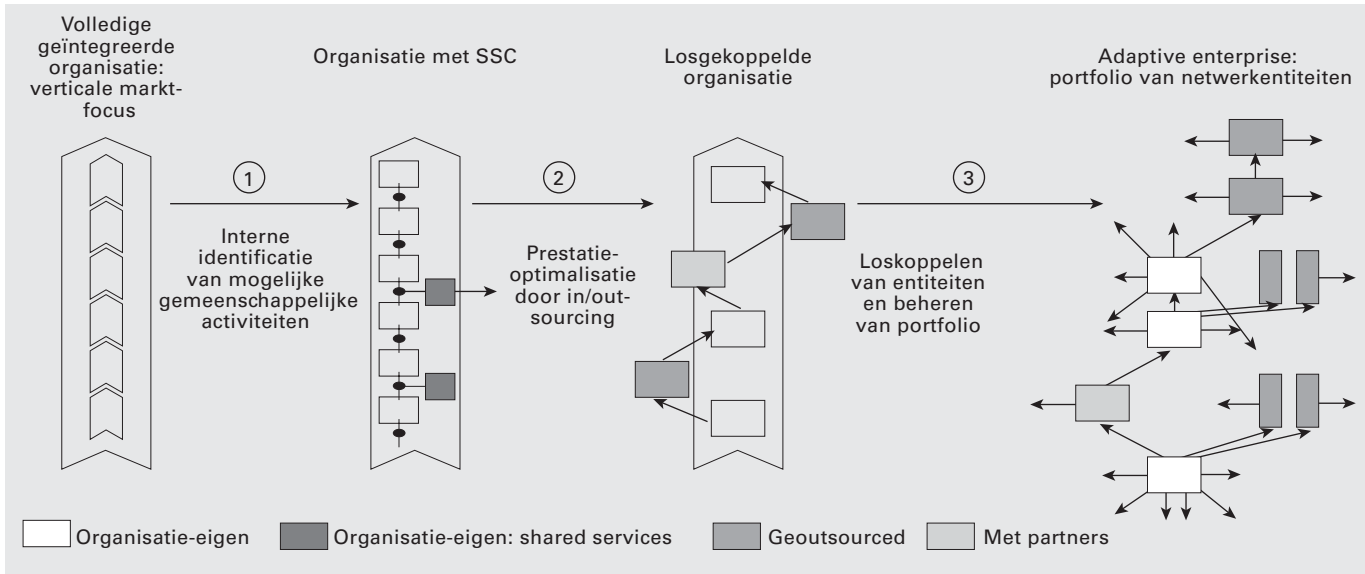 Volledige
geïntegreerde
organisatie:
verticale markt-
focus
Organisatie met SSC
Losgekoppelde
organisatie
Adaptive enterprise:
portfolio van netwerkentiteiten
1
Interne
identificatie
van mogelijke
gemeenschappelijke
activiteiten
2
Prestatie-
optimalisatie
door in/out-
sourcing
3
Loskoppelen
van entiteiten
en beheren
van portfolio
Organisatie-eigen
Organisatie-eigen: shared services
Geoutsourced
Met partners